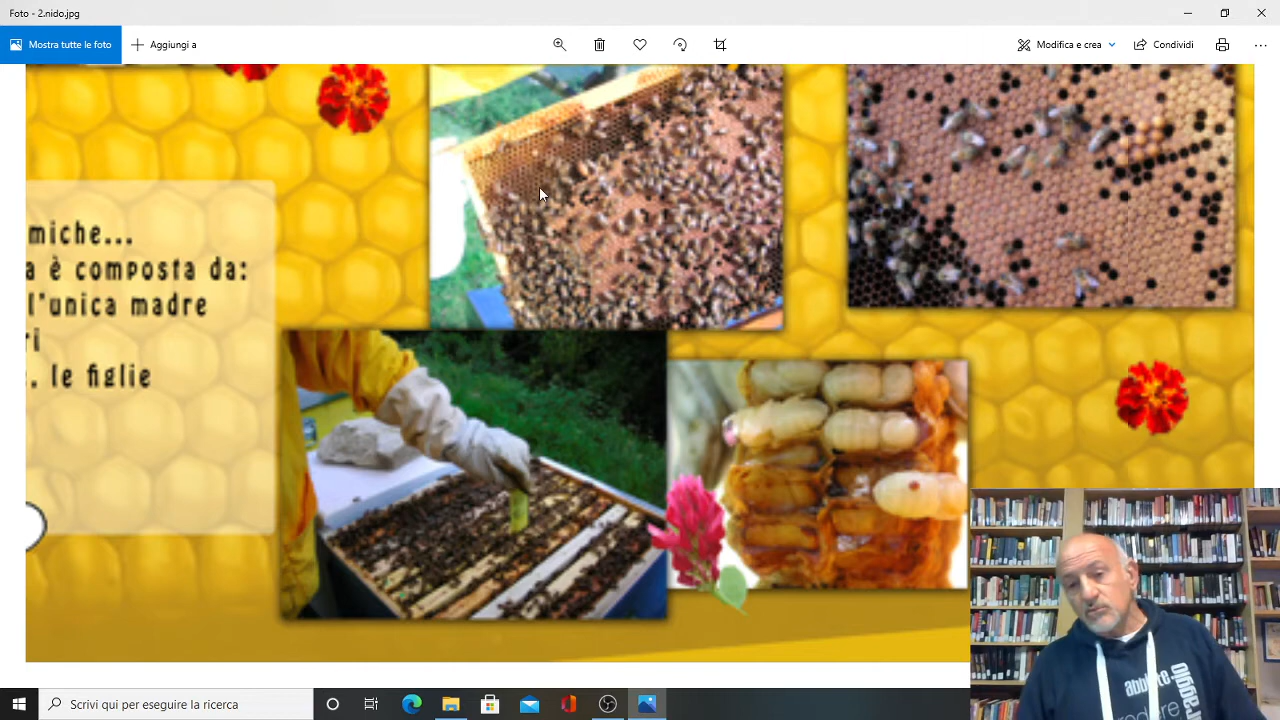 Foto - 2.nido.jpg
Mostra tutte le foto
Aggiungi a
Modifica e crea
Condividi
miche...
a è composta da:
l'unica madre
ri
le figlie
Scrivi qui per eseguire la ricerca